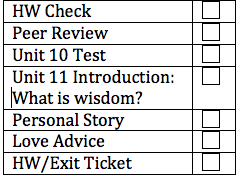 HW Check
Peer Review
Unit 10 Test
Unit 11 Introduction:
What is wisdom?
Personal Story
Love Advice
HW/Exit Ticket